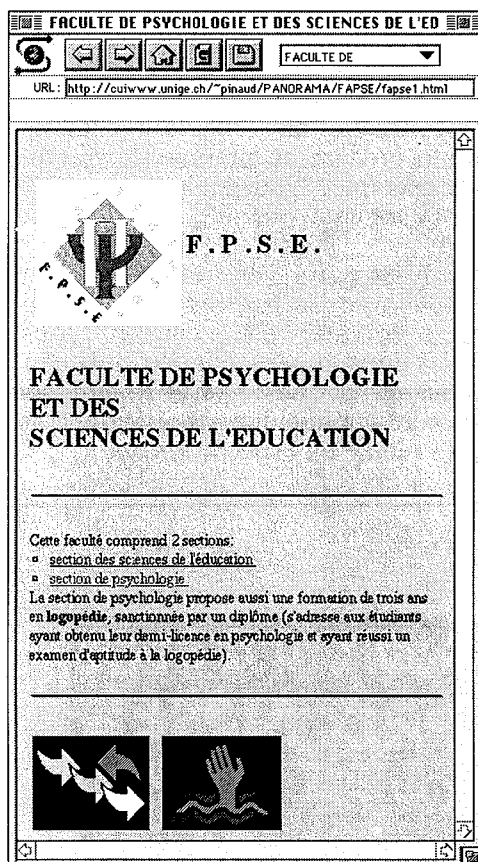 FACULTE DE PSYCHOLOGIE ET DES SCIENCES DE L'ED
FACULTE DE
URL: http://cuiwww.unige.ch/~pinaud/PANORAMA/FAPSE/fapse1.html
F.P.S.E
F.P.S.E.
FACULTE DE PSYCHOLOGIE
ET DES
SCIENCES DE L'EDUCATION
Cette faculté comprend 2 sections:
section des sciences de l'éducation
section de psychologie
La section de psychologie propose aussi une formation de trois ans
en logopédie, sanctionnée par un diplôme (s'adresse aux étudiants
ayant obtenu leur demi-licence en psychologie et ayant réussi un
examen d'aptitude à la logopédie).